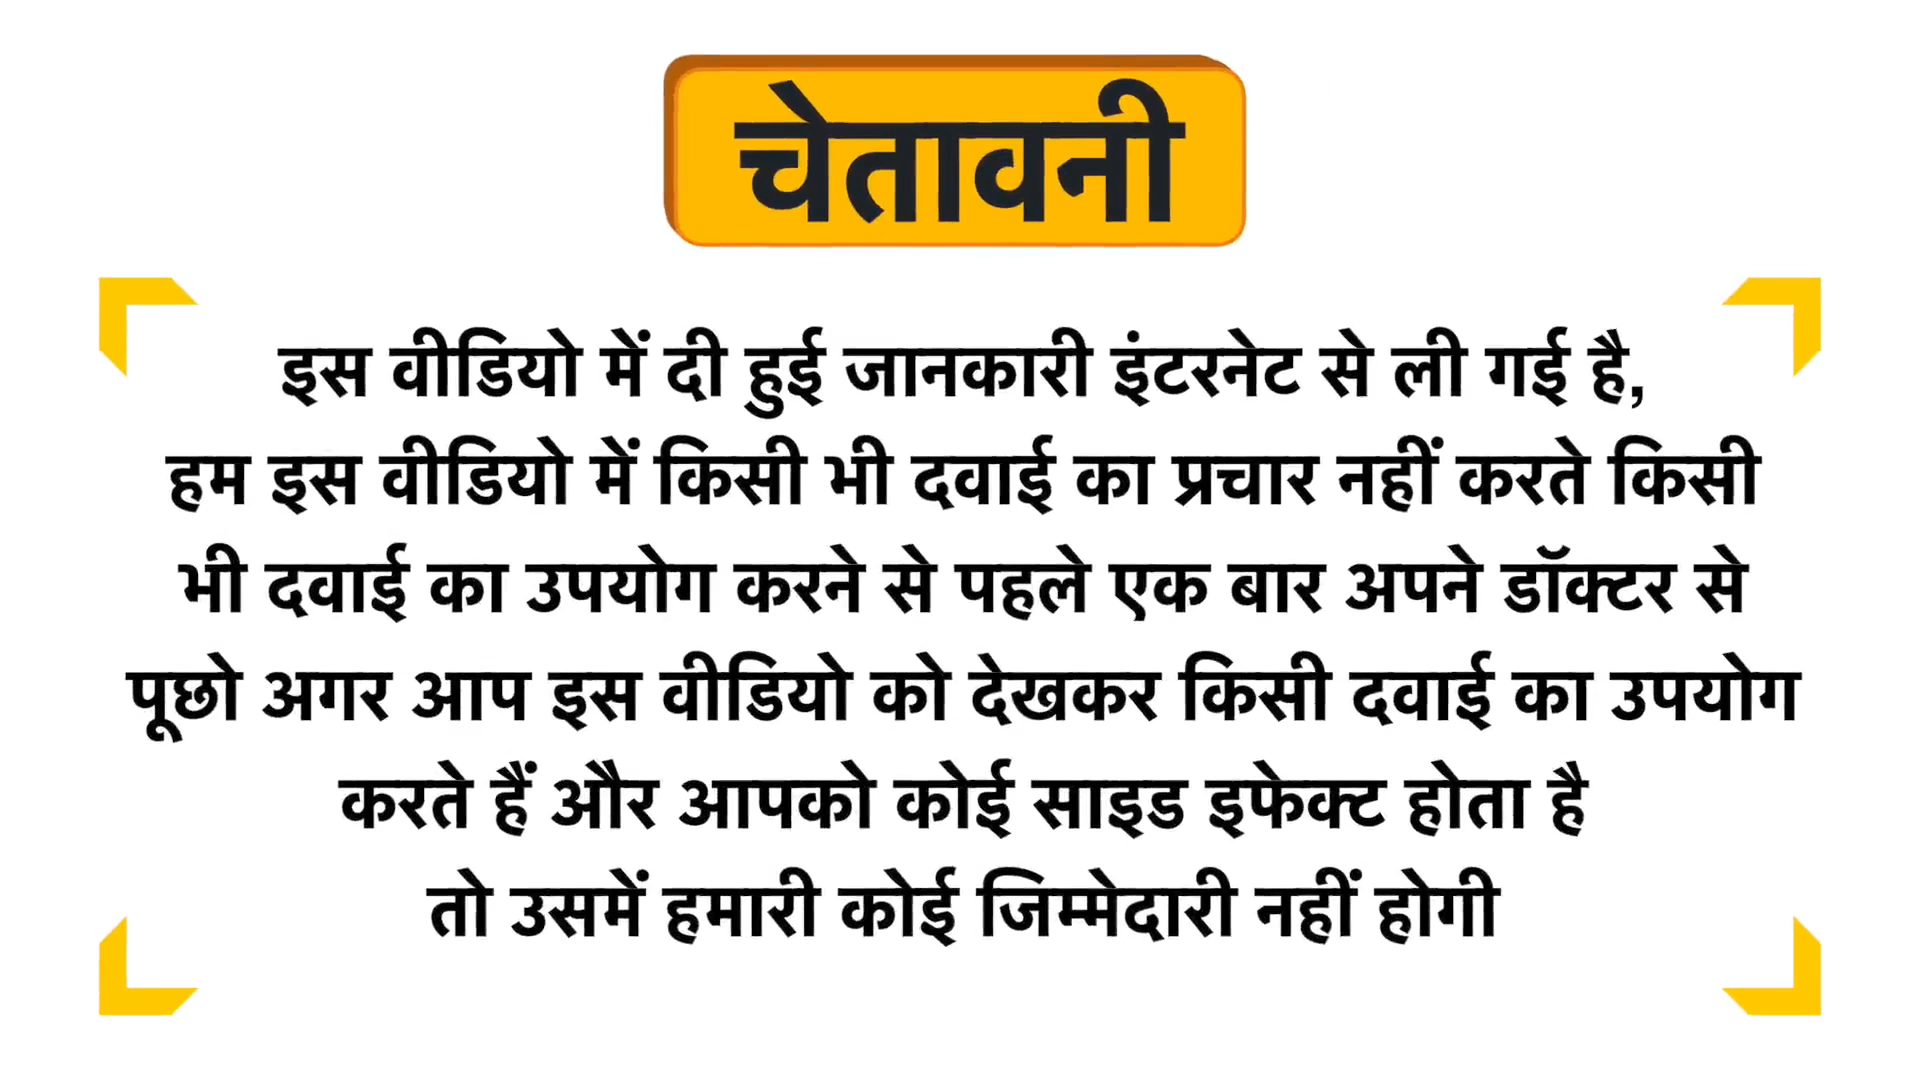 चेतावनी
इस वीडियो में दी हुई जानकारी इंटरनेट से ली गई है,
हम इस वीडियो में किसी भी दवाई का प्रचार नहीं करते किसी
भी दवाई का उपयोग करने से पहले एक बार अपने डॉक्टर से
पूछो अगर आप इस वीडियो को देखकर किसी दवाई का उपयोग
करते हैं और आपको कोई साइड इफेक्ट होता है
तो उसमें हमारी कोई जिम्मेदारी नहीं होगी